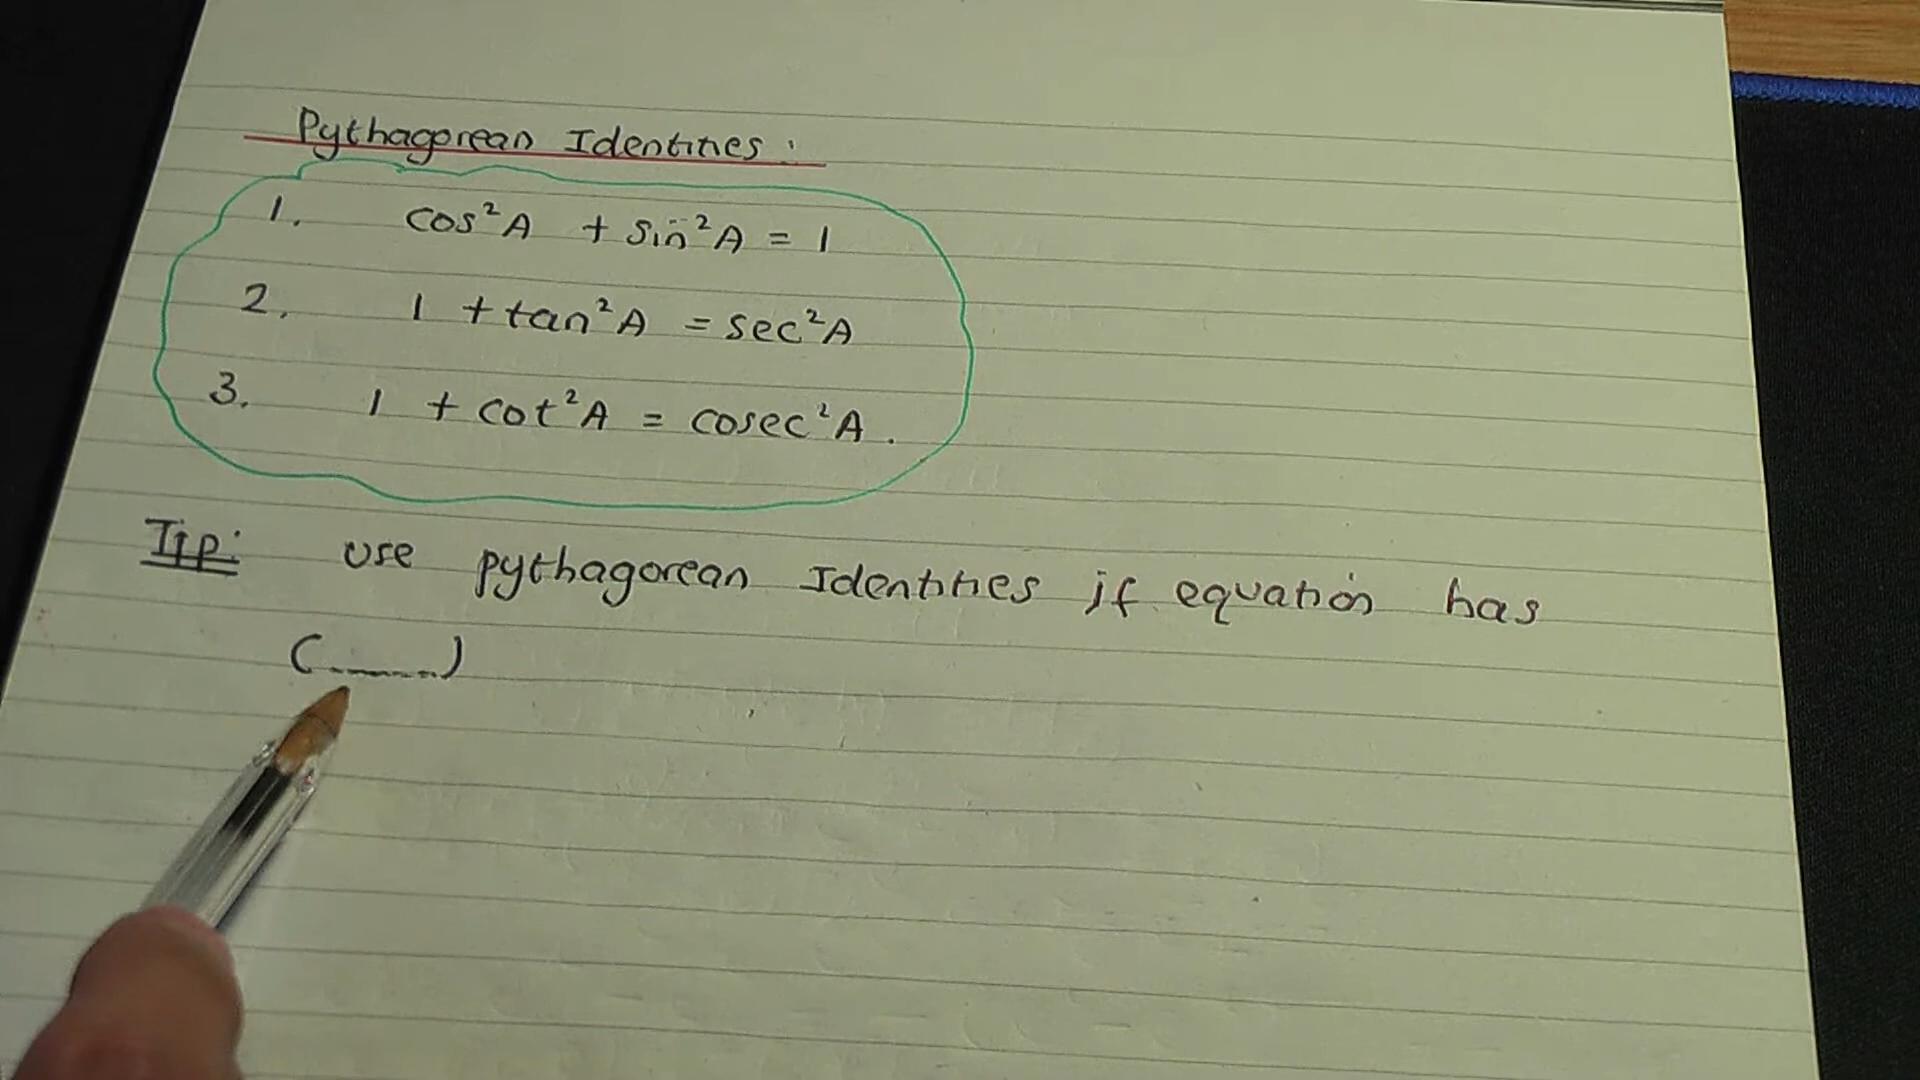 Pythagorean Identities:
1. cos²A + sin²A = 1
2. 1 + tan²A = sec²A
3. 1 + cot²A = cosec²A.
Tip: use pythagorean Identities if equation has
(.......)